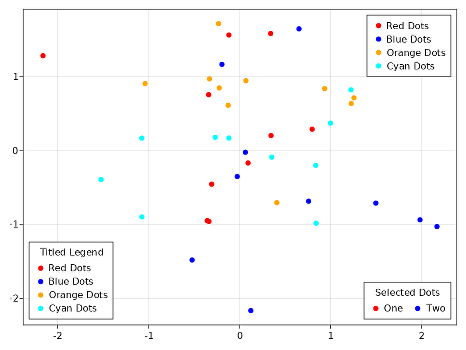 Red Dots
Blue Dots
Orange Dots
Cyan Dots
1
0
-1
-2
Titled Legend
Red Dots
Blue Dots
Orange Dots
Cyan Dots
Selected Dots
One Two
-2 -1 0 1 2